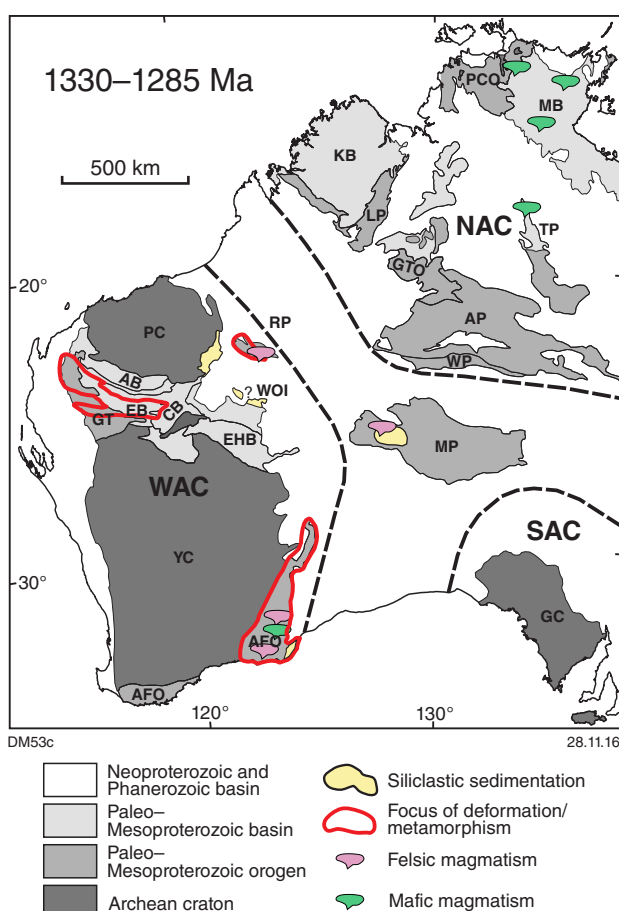 1330–1285 Ma
500 km
PCO
MB
KB
LP
NAC
TP
GTO
20°
PC
RP
AP
WP
AB
? WOI
EB
CB
GT
EHB
MP
WAC
SAC
YC
30°
GC
AFO
AFO
120°
130°
DM53c
28.11.16
Neoproterozoic and
Phanerozoic basin
Paleo–
Mesoproterozoic basin
Paleo–
Mesoproterozoic orogen
Archean craton
Siliclastic sedimentation
Focus of deformation/
metamorphism
Felsic magmatism
Mafic magmatism